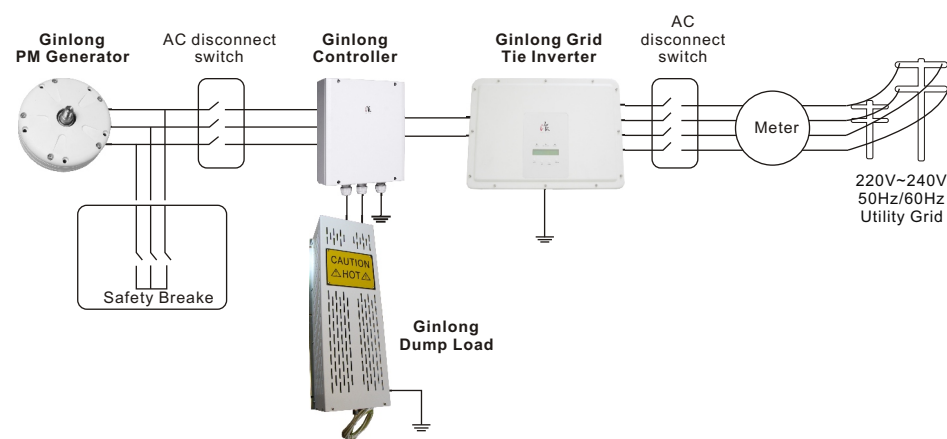 Ginlong
PM Generator
AC disconnect
switch
Ginlong
Controller
Ginlong Grid
Tie Inverter
AC
disconnect
switch
Meter
220V~240V
50Hz/60Hz
Utility Grid
CAUTION
HOT
Safety Breake
Ginlong
Dump Load